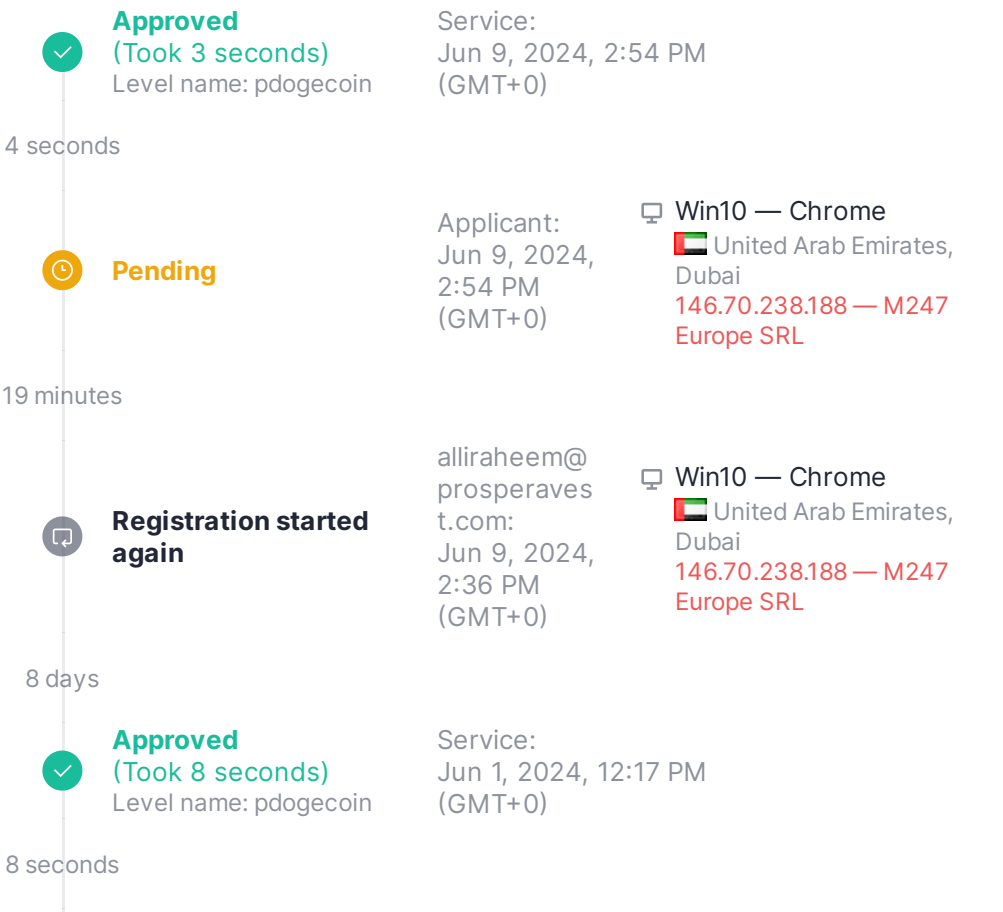 Approved
(Took 3 seconds)
Level name: pdogecoin
Service:
Jun 9, 2024, 2:54 PM
(GMT+0)
4 seconds
Pending
Applicant:
Jun 9, 2024,
2:54 PM
(GMT+0)
Win10 — Chrome
United Arab Emirates,
Dubai
146.70.238.188 — M247
Europe SRL
19 minutes
Registration started
again
alliraheem@
prosperaves
t.com:
Jun 9, 2024,
2:36 PM
(GMT+0)
Win10 — Chrome
United Arab Emirates,
Dubai
146.70.238.188 — M247
Europe SRL
8 days
Approved
(Took 8 seconds)
Level name: pdogecoin
Service:
Jun 1, 2024, 12:17 PM
(GMT+0)
8 seconds